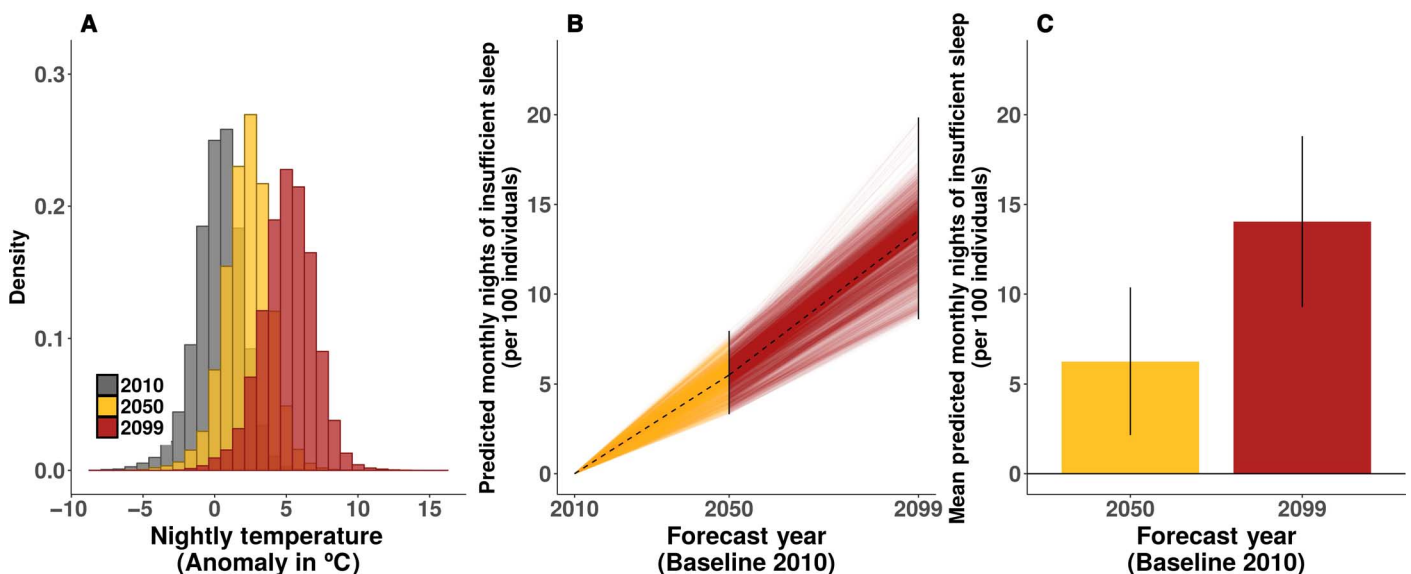 A
Density
0.3
0.2
0.1
0.0
2010
2050
2099
−10
−5
0
5
10
15
Nightly temperature
(Anomaly in ºC)
B
Predicted monthly nights of insufficient sleep
(per 100 individuals)
20
15
10
5
0
2010
2050
2099
Forecast year
(Baseline 2010)
C
Mean predicted monthly nights of insufficient sleep
(per 100 individuals)
20
15
10
5
0
2050
2099
Forecast year
(Baseline 2010)